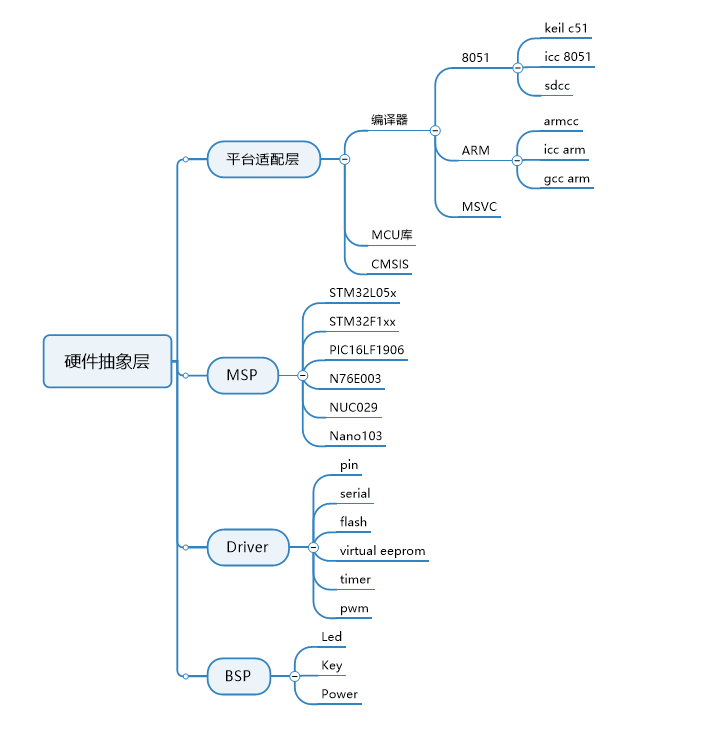 硬件抽象层
平台适配层
编译器
8051
keil c51
icc 8051
sdcc
ARM
armcc
icc arm
gcc arm
MSVC
MCU库
CMSIS
MSP
STM32L05x
STM32F1xx
PIC16LF1906
N76E003
NUC029
Nano103
Driver
pin
serial
flash
virtual eeprom
timer
pwm
BSP
Led
Key
Power